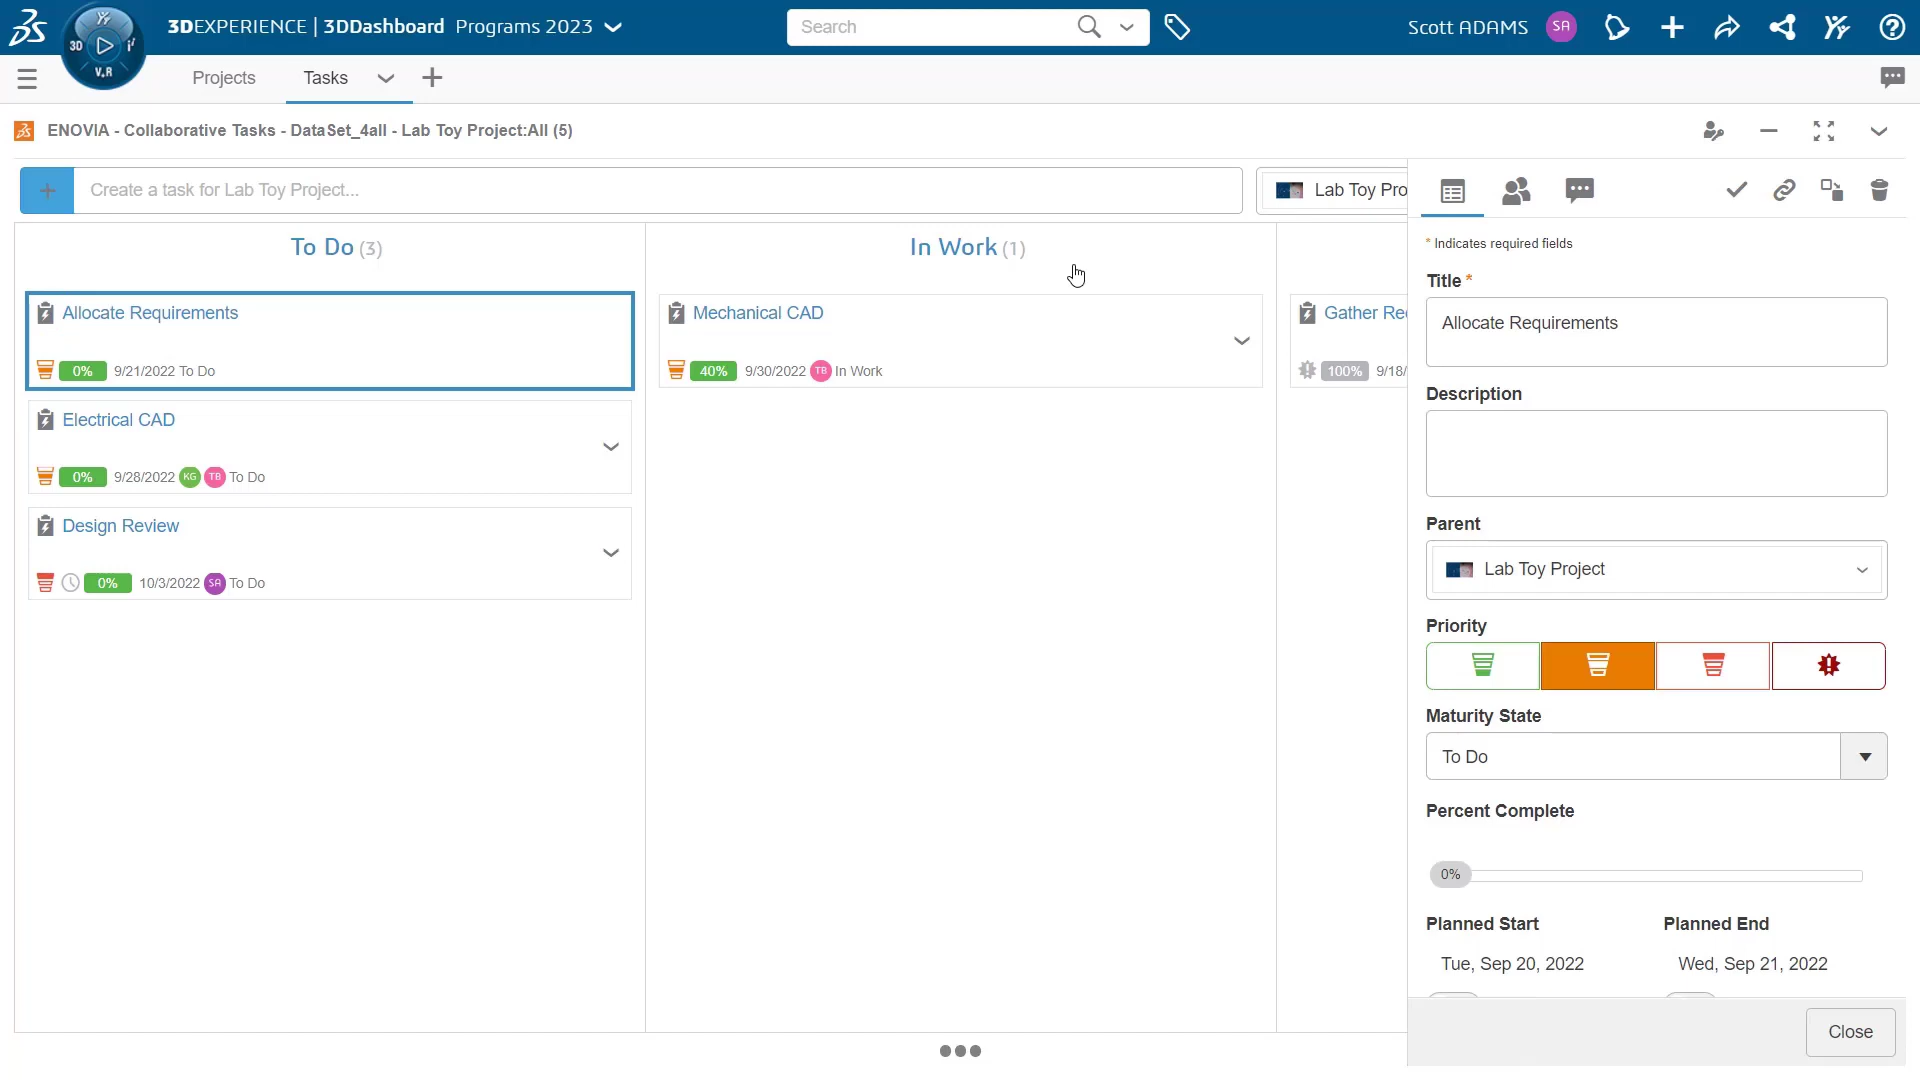 3DEXPERIENCE | 3DDashboard Programs 2023
Search
Scott ADAMS SA
3D
V.R
Projects
Tasks
ENOVIA - Collaborative Tasks - DataSet_4all - Lab Toy Project:All (5)
Create a task for Lab Toy Project...
Lab Toy Pro
To Do (3)
Allocate Requirements
0% 9/21/2022 To Do
Electrical CAD
0% 9/28/2022 KG TB To Do
Design Review
0% 10/3/2022 SA To Do
In Work (1)
Mechanical CAD
40% 9/30/2022 TB In Work
Gather Re
100% 9/18/
* Indicates required fields
Title *
Allocate Requirements
Description
Parent
Lab Toy Project
Priority
Maturity State
To Do
Percent Complete
0%
Planned Start
Planned End
Tue, Sep 20, 2022
Wed, Sep 21, 2022
Close